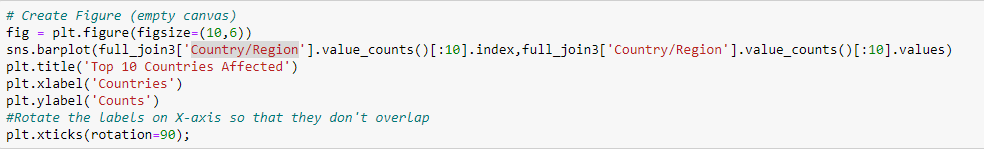 # Create Figure (empty canvas)
fig = plt.figure(figsize=(10,6))
sns.barplot(full_join3['Country/Region'].value_counts()[:10].index,full_join3['Country/Region'].value_counts()[:10].values)
plt.title('Top 10 Countries Affected')
plt.xlabel('Countries')
plt.ylabel('Counts')
#Rotate the labels on X-axis so that they don't overlap
plt.xticks(rotation=90);